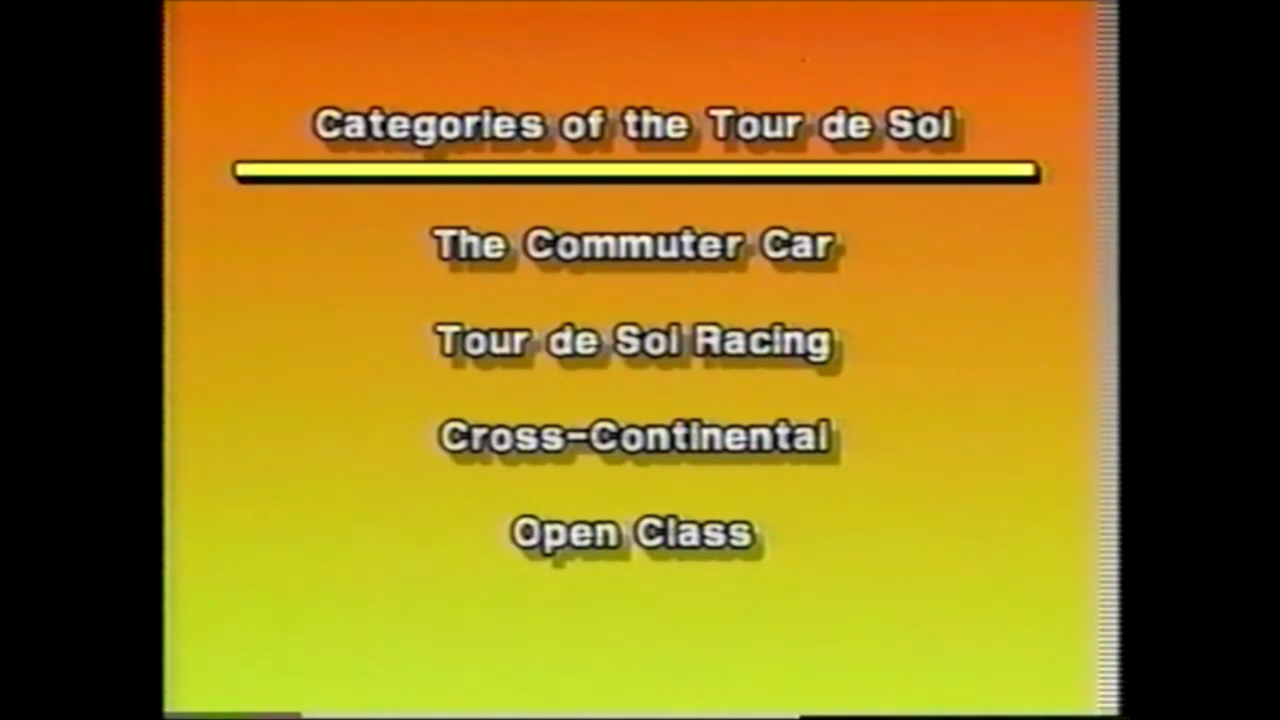 Categories of the Tour de Sol
The Commuter Car
Tour de Sol Racing
Cross-Continental
Open Class